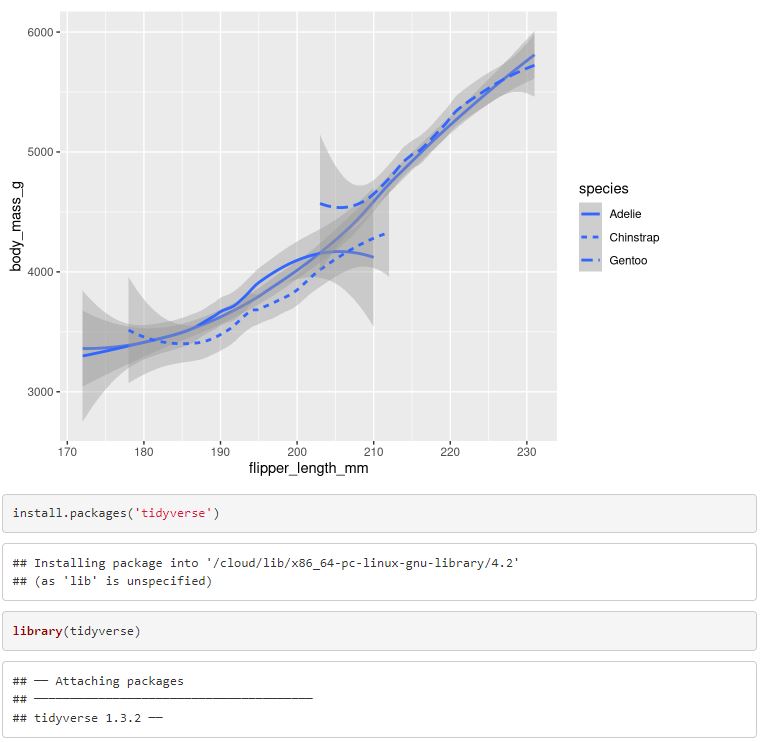 6000
5000
4000
3000
body_mass_g
170 180 190 200 210 220 230
flipper_length_mm
species
Adelie
Chinstrap
Gentoo
install.packages('tidyverse')
## Installing package into '/cloud/lib/x86_64-pc-linux-gnu-library/4.2'
## (as 'lib' is unspecified)
library(tidyverse)
## ── Attaching packages
## ───────────────────────────────────────
## tidyverse 1.3.2 ──